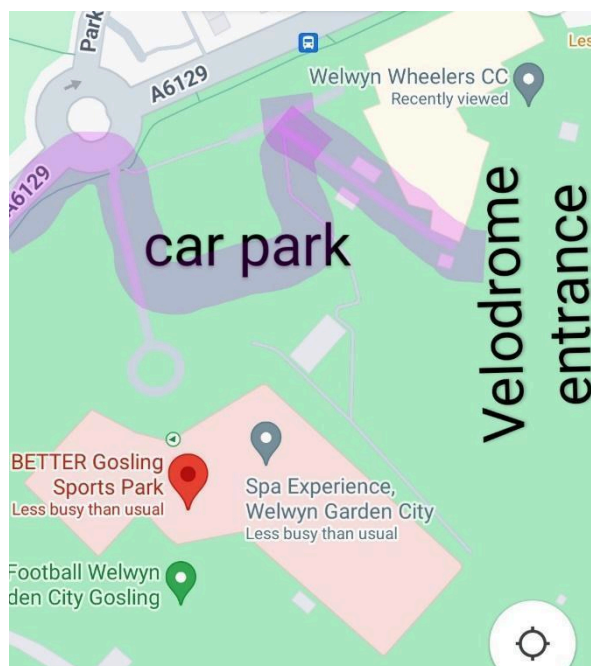 Park
A6129
Les
Welwyn Wheelers CC
Recently viewed
A6129
car park
Velodrome
entrance
BETTER Gosling
Sports Park
Less busy than usual
Spa Experience,
Welwyn Garden City
Less busy than usual
Football Welwyn
den City Gosling